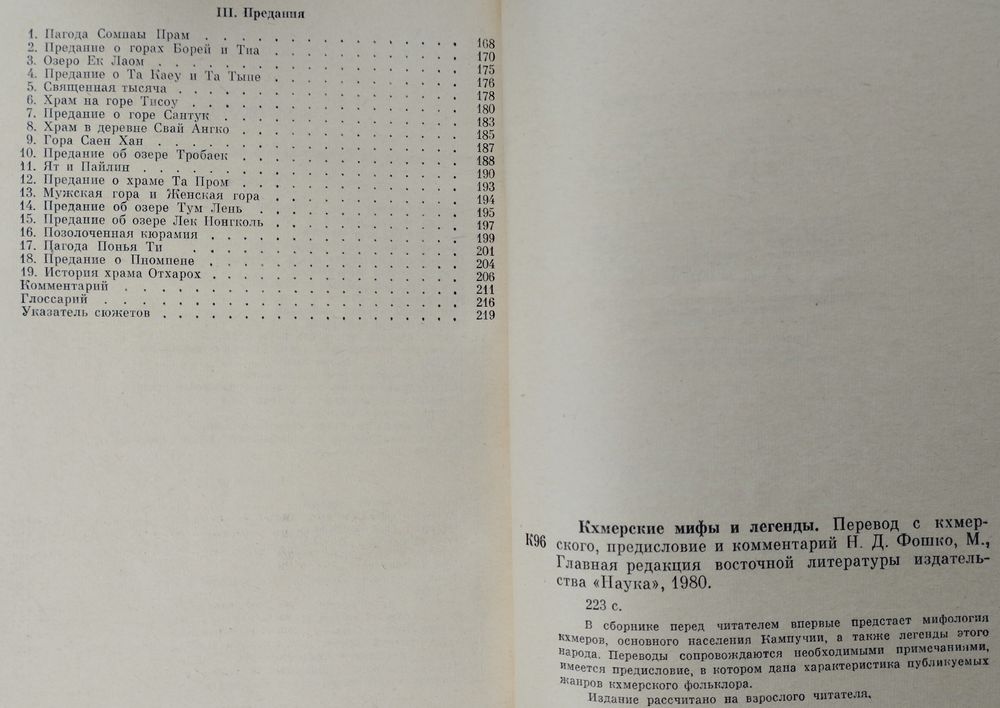 III. Предания
1. Пагода Сомпаы Прам . . . . . . . . . . . . . . . 168
2. Предание о горах Борей и Тиа . . . . . . . . . . . 170
3. Озеро Ек Лаом . . . . . . . . . . . . . . . . . . 175
4. Предание о Та Каеу и Та Тыпе . . . . . . . . . . . 176
5. Священная тысяча . . . . . . . . . . . . . . . . . 178
6. Храм на горе Тисоу . . . . . . . . . . . . . . . . 180
7. Предание о горе Сантук . . . . . . . . . . . . . . 183
8. Храм в деревне Свай Ангко . . . . . . . . . . . . . 185
9. Гора Саен Хан . . . . . . . . . . . . . . . . . . 187
10. Предание об озере Тробаек . . . . . . . . . . . . . 188
11. Ят и Пайлин . . . . . . . . . . . . . . . . . . . 190
12. Предание о храме Та Пром . . . . . . . . . . . . . 193
13. Мужская гора и Женская гора . . . . . . . . . . . . 194
14. Предание об озере Тум Лень . . . . . . . . . . . . 195
15. Предание об озере Лек Понгколь . . . . . . . . . . . 197
16. Позолоченная кюрамия . . . . . . . . . . . . . . . 199
17. Пагода Понья Ти . . . . . . . . . . . . . . . . . 201
18. Предание о Пномпене . . . . . . . . . . . . . . . 204
19. История храма Отхарох . . . . . . . . . . . . . . . 206
Комментарий . . . . . . . . . . . . . . . . . . . . 211
Глоссарий . . . . . . . . . . . . . . . . . . . . . 216
Указатель сюжетов . . . . . . . . . . . . . . . . . . 219
Кхмерские мифы и легенды. Перевод с кхмер-
К96 ского, предисловие и комментарий Н. Д. Фошко, М.,
Главная редакция восточной литературы издатель-
ства «Наука», 1980.
223 с.
В сборнике перед читателем впервые предстает мифология
кхмеров, основного населения Кампучии, а также легенды этого
народа. Переводы сопровождаются необходимыми примечаниями,
имеется предисловие, в котором дана характеристика публикуемых
жанров кхмерского фольклора.
Издание рассчитано на взрослого читателя.